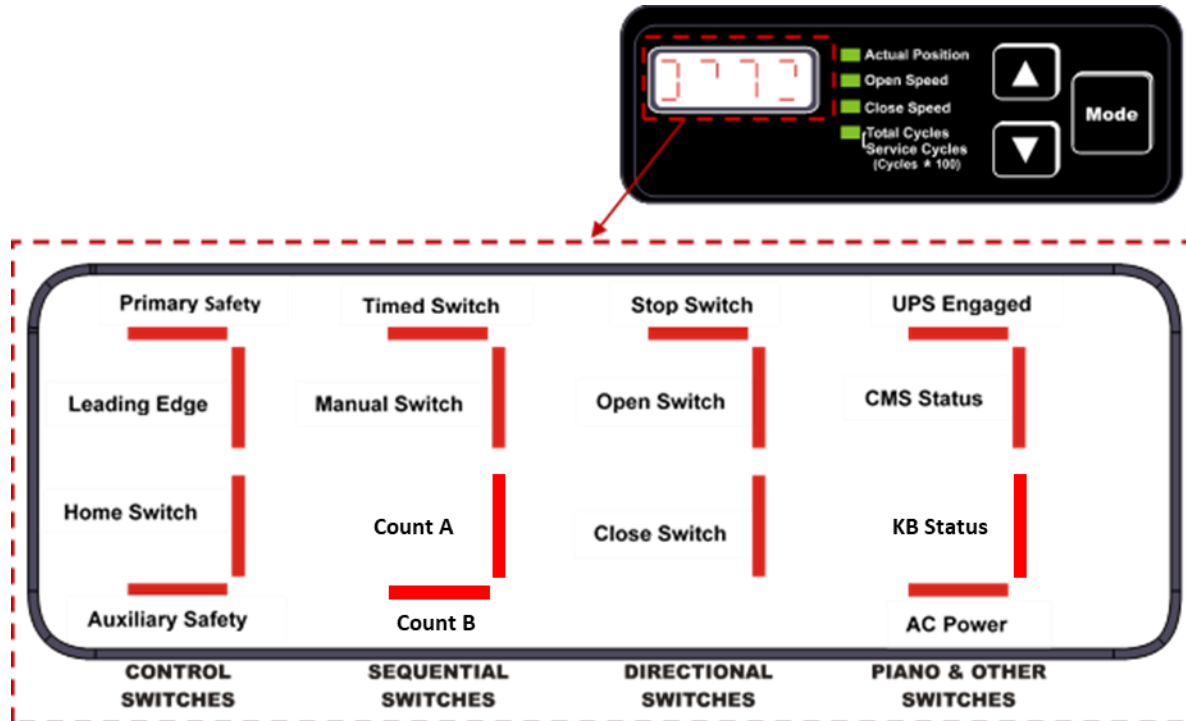 Actual Position
Open Speed
Close Speed
Total Cycles
Service Cycles
(Cycles * 100)
▲
▼
Mode
Primary Safety
Timed Switch
Stop Switch
UPS Engaged
Leading Edge
Manual Switch
Open Switch
CMS Status
Home Switch
Count A
Close Switch
KB Status
Auxiliary Safety
Count B
AC Power
CONTROL
SWITCHES
SEQUENTIAL
SWITCHES
DIRECTIONAL
SWITCHES
PIANO & OTHER
SWITCHES